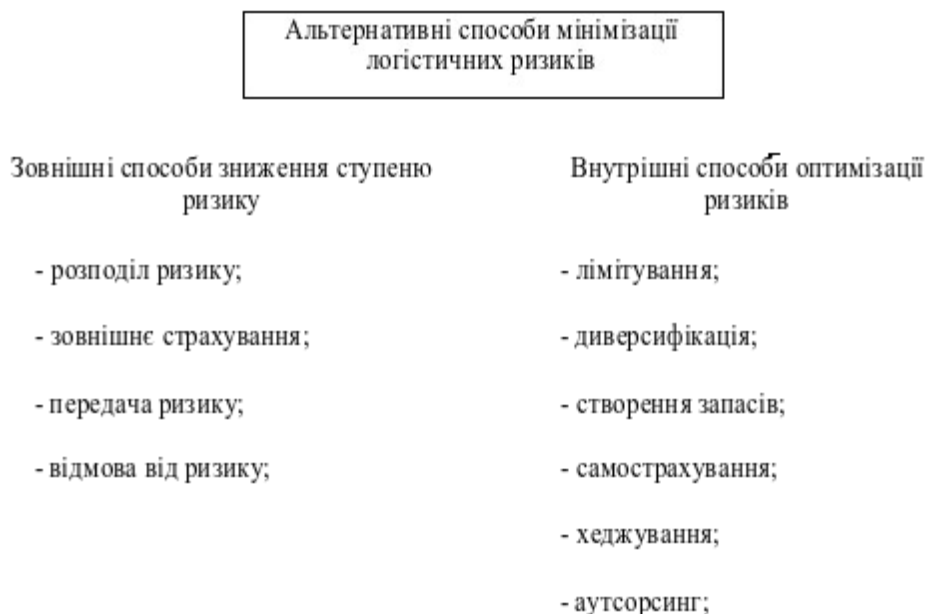 Альтернативні способи мінімізації
логістичних ризиків
Зовнішні способи зниження ступеню
ризику
- розподіл ризику;
- зовнішнє страхування;
- передача ризику;
- відмова від ризику;
Внутрішні способи оптимізації
ризиків
- лімітування;
- диверсифікація;
- створення запасів;
- самострахування;
- хеджування;
- аутсорсинг;